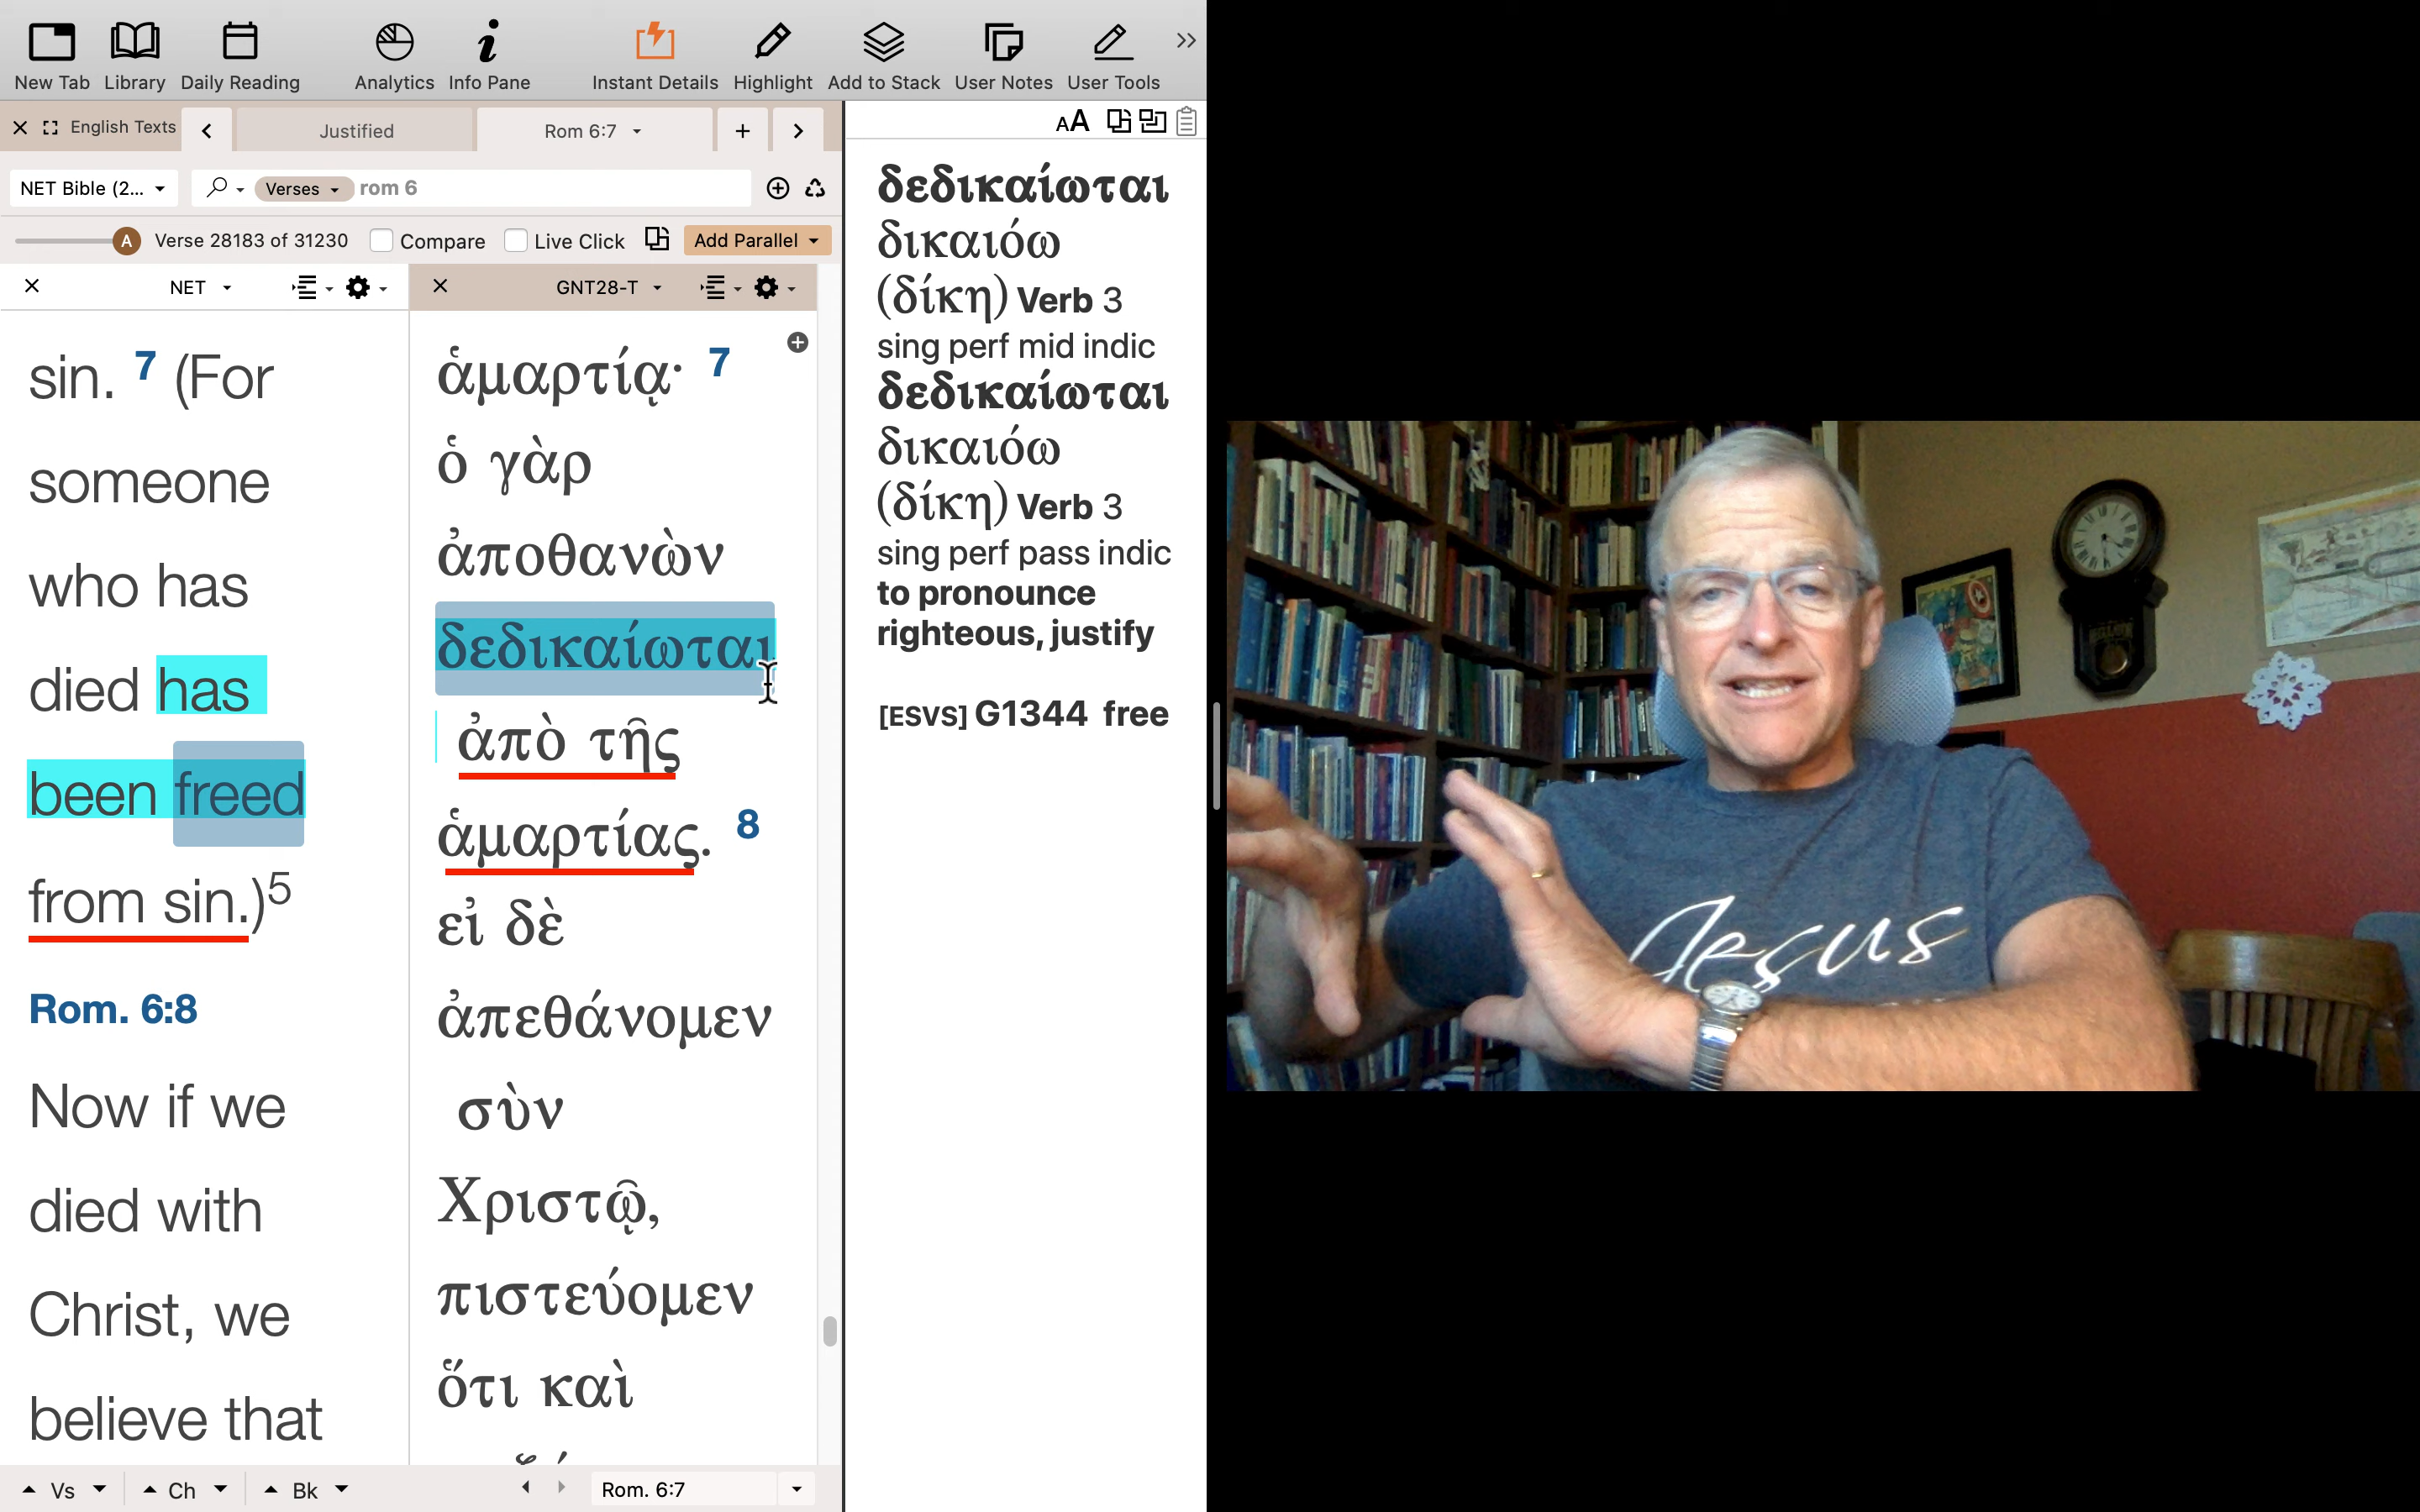 New Tab Library Daily Reading Analytics Info Pane Instant Details Highlight Add to Stack User Notes User Tools
English Texts
Justified
Rom 6:7
NET Bible (2...
Verses
rom 6
A
Verse 28183 of 31230
Compare
Live Click
Add Parallel
NET
sin. 7 (For
someone
who has
died has
been freed
from sin.)5
Rom. 6:8
Now if we
died with
Christ, we
believe that
GNT28-T
ἁμαρτίᾳ· 7
ὁ γὰρ
ἀποθανὼν
δεδικαίωται
ἀπὸ τῆς
ἁμαρτίας. 8
εἰ δὲ
ἀπεθάνομεν
σὺν
Χριστῷ,
πιστεύομεν
ὅτι καὶ
Vs
Ch
Bk
Rom. 6:7
AA
δεδικαίωται
δικαιόω
(δίκη) Verb 3
sing perf mid indic
δεδικαίωται
δικαιόω
(δίκη) Verb 3
sing perf pass indic
to pronounce
righteous, justify
[ESVS] G1344 free
Jesus